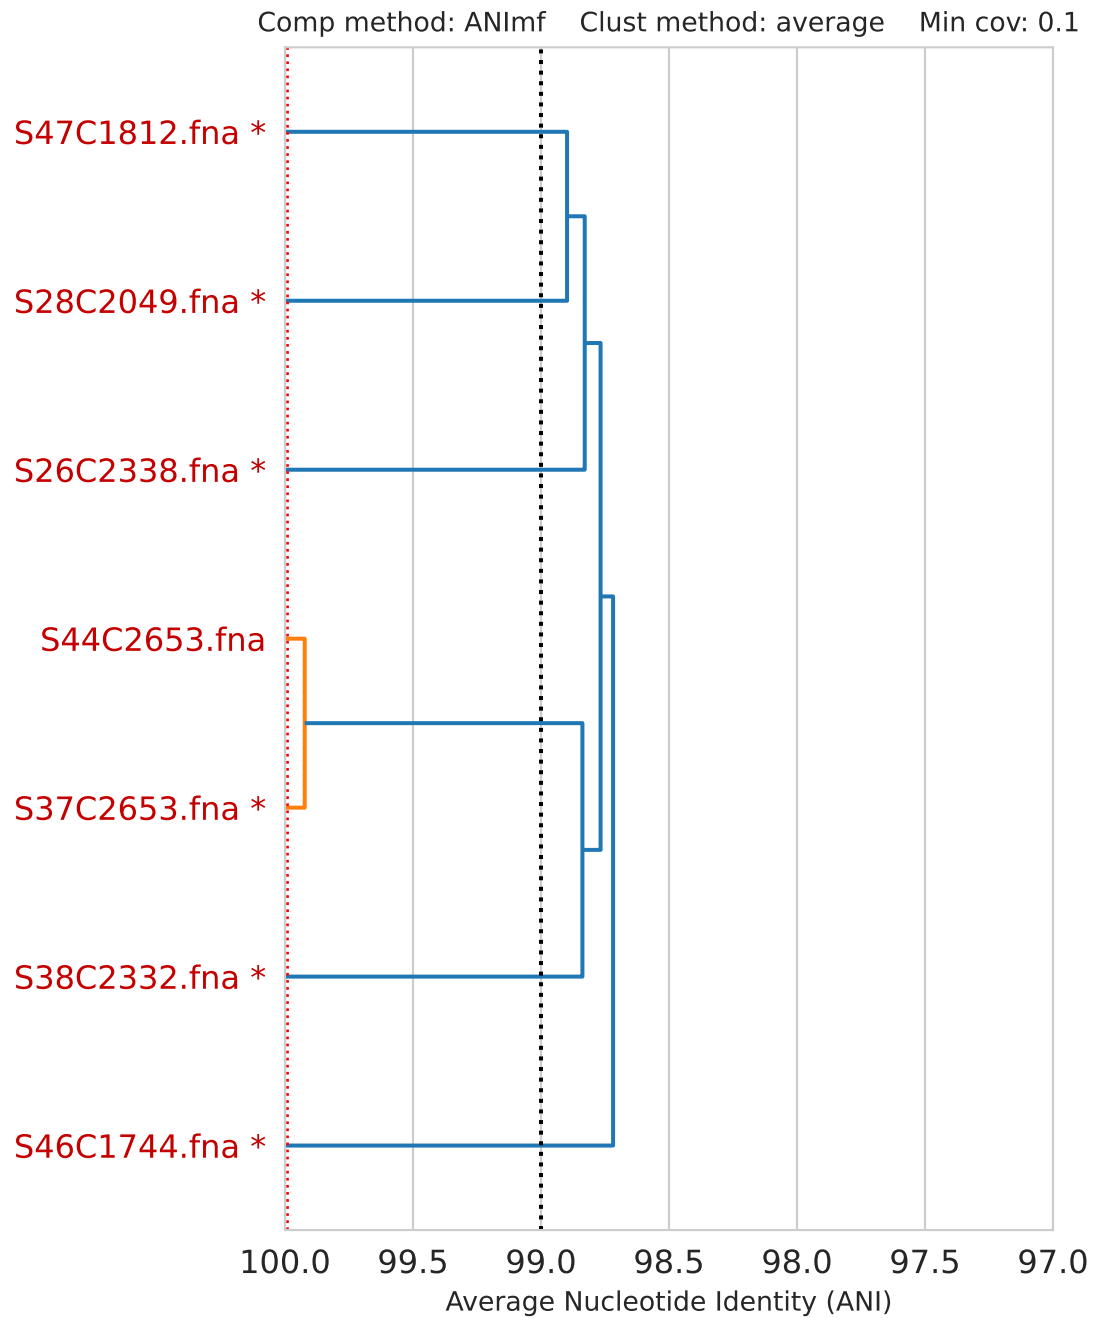 Comp method: ANImf    Clust method: average    Min cov: 0.1
S47C1812.fna *
S28C2049.fna *
S26C2338.fna *
S44C2653.fna
S37C2653.fna *
S38C2332.fna *
S46C1744.fna *
100.0 99.5 99.0 98.5 98.0 97.5 97.0
Average Nucleotide Identity (ANI)